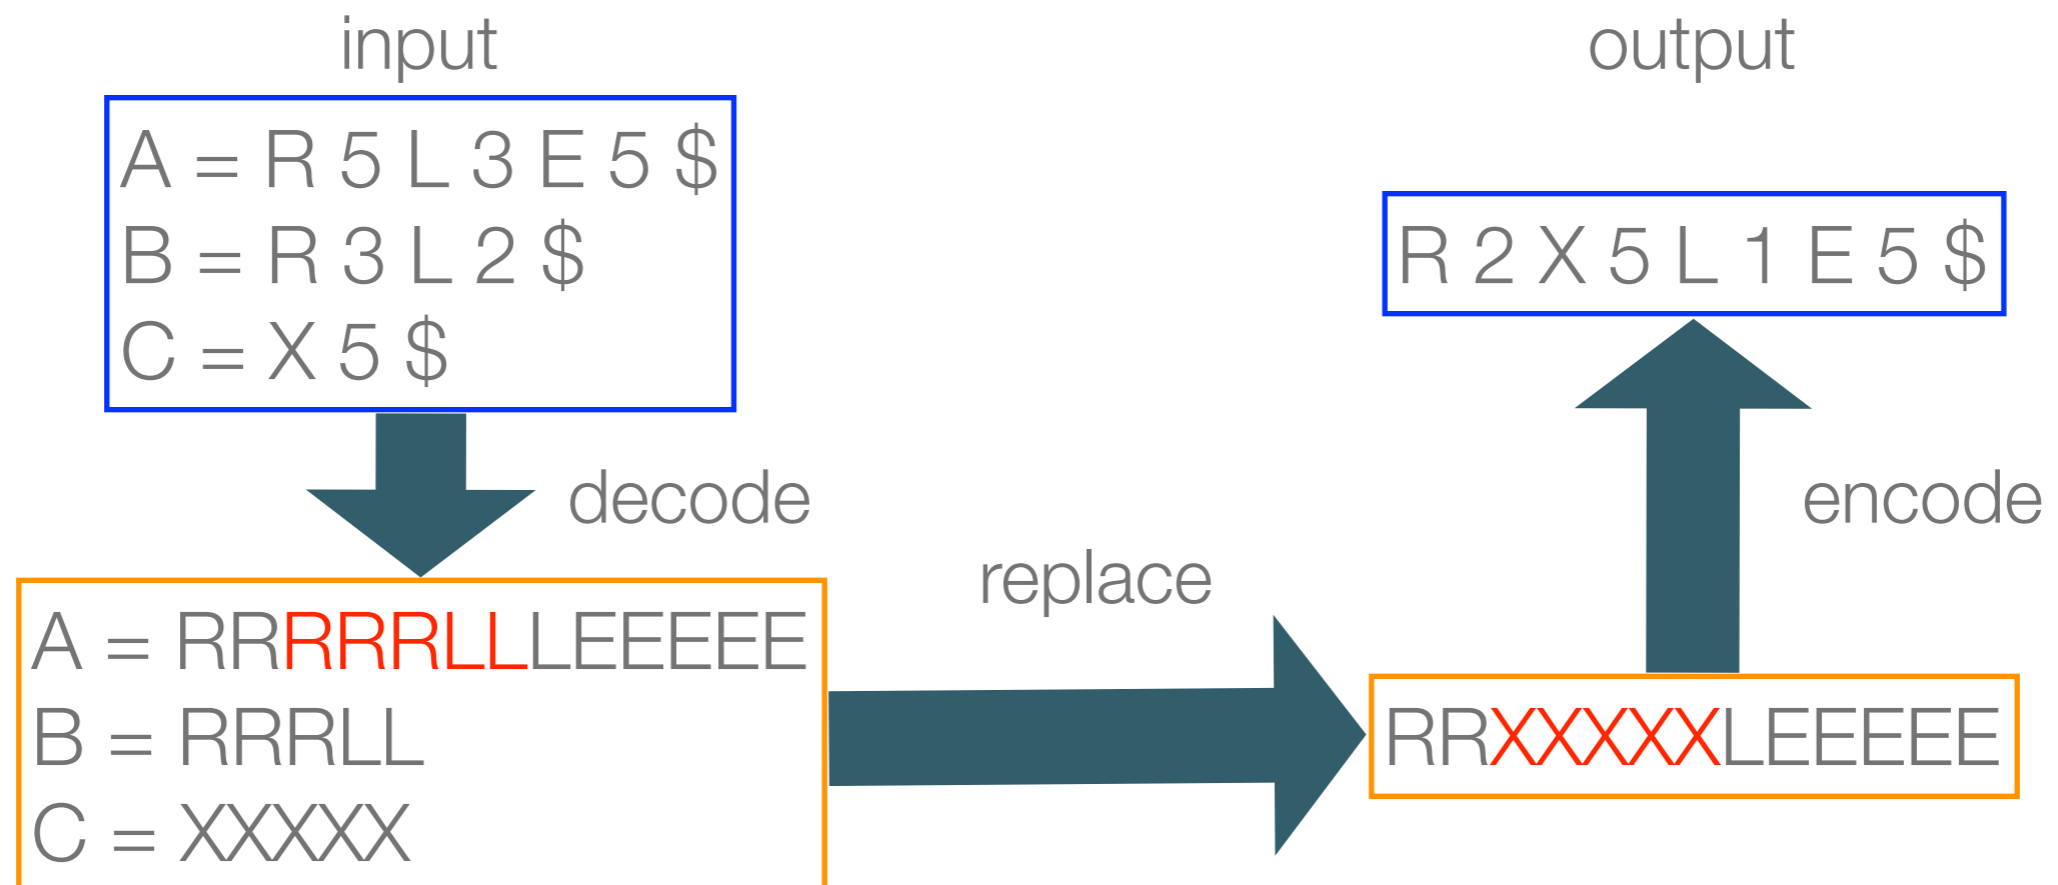 input
A = R 5 L 3 E 5 $
B = R 3 L 2 $
C = X 5 $
decode
A = RRRRRLLLEEEEE
B = RRRLL
C = XXXXX
replace
RRXXXXXLEEEEE
encode
output
R 2 X 5 L 1 E 5 $